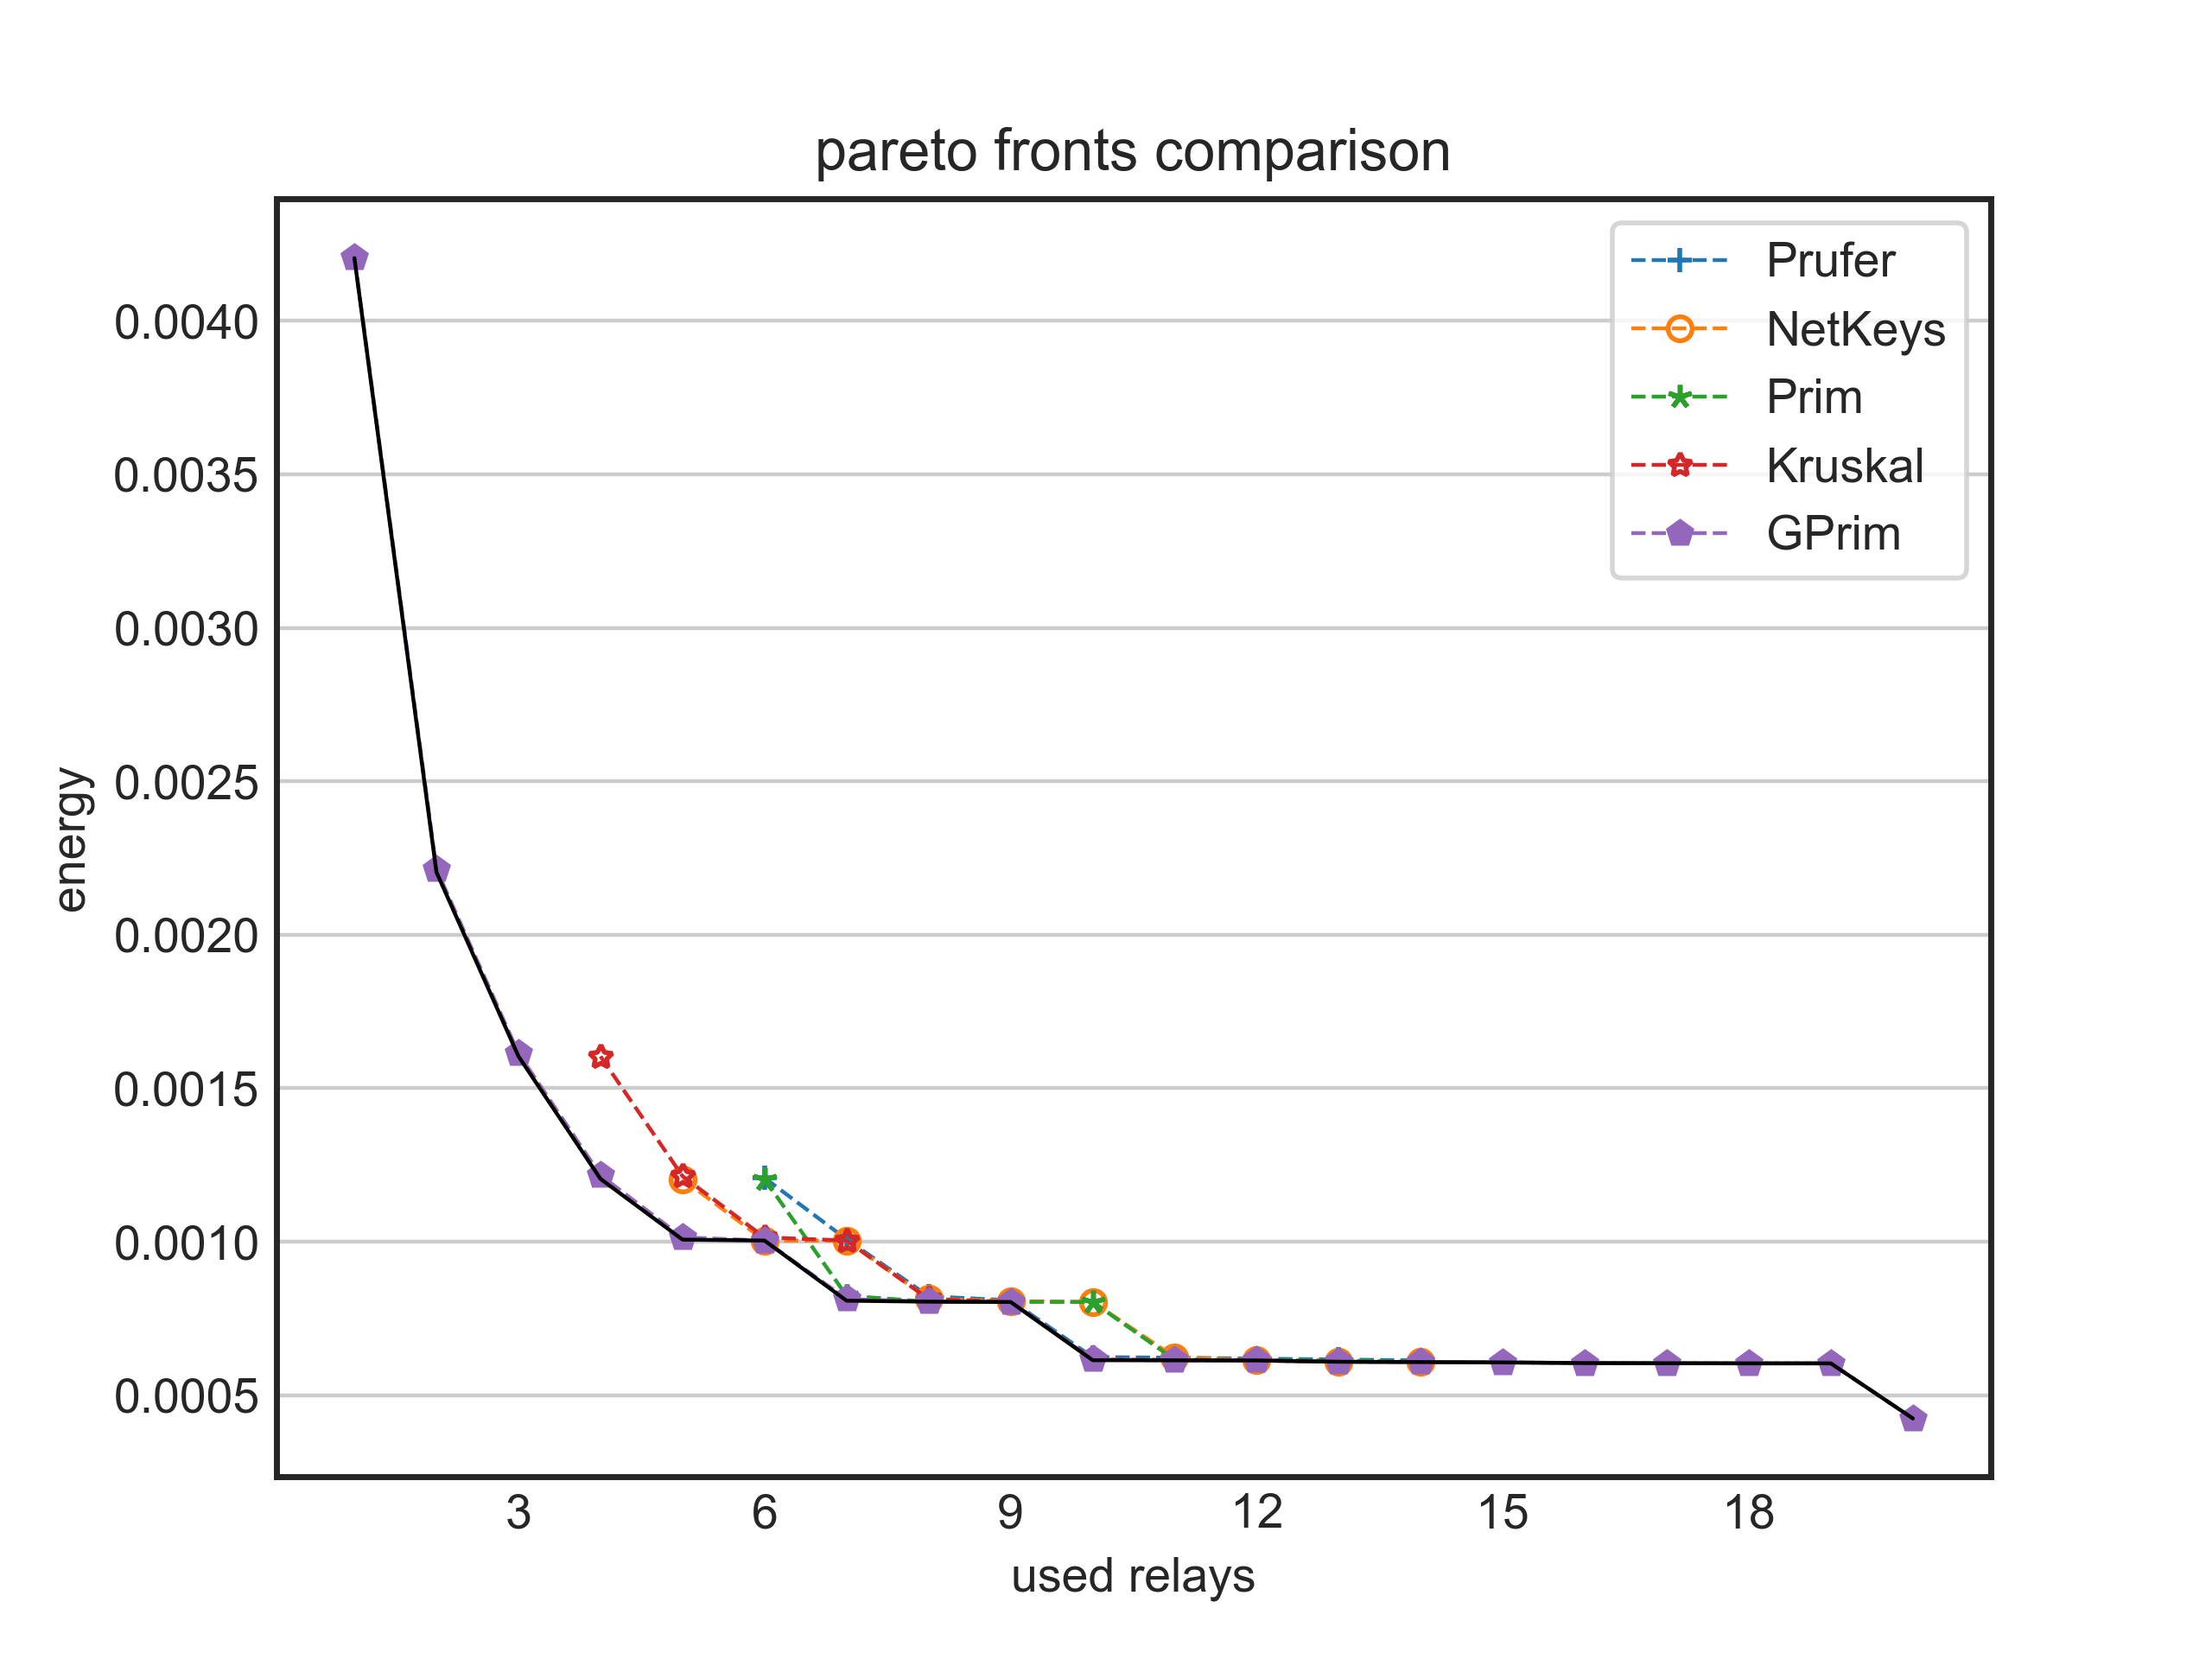 pareto fronts comparison
Prufer
NetKeys
Prim
Kruskal
GPrim
0.0040
0.0035
0.0030
0.0025
0.0020
0.0015
0.0010
0.0005
energy
3 6 9 12 15 18
used relays